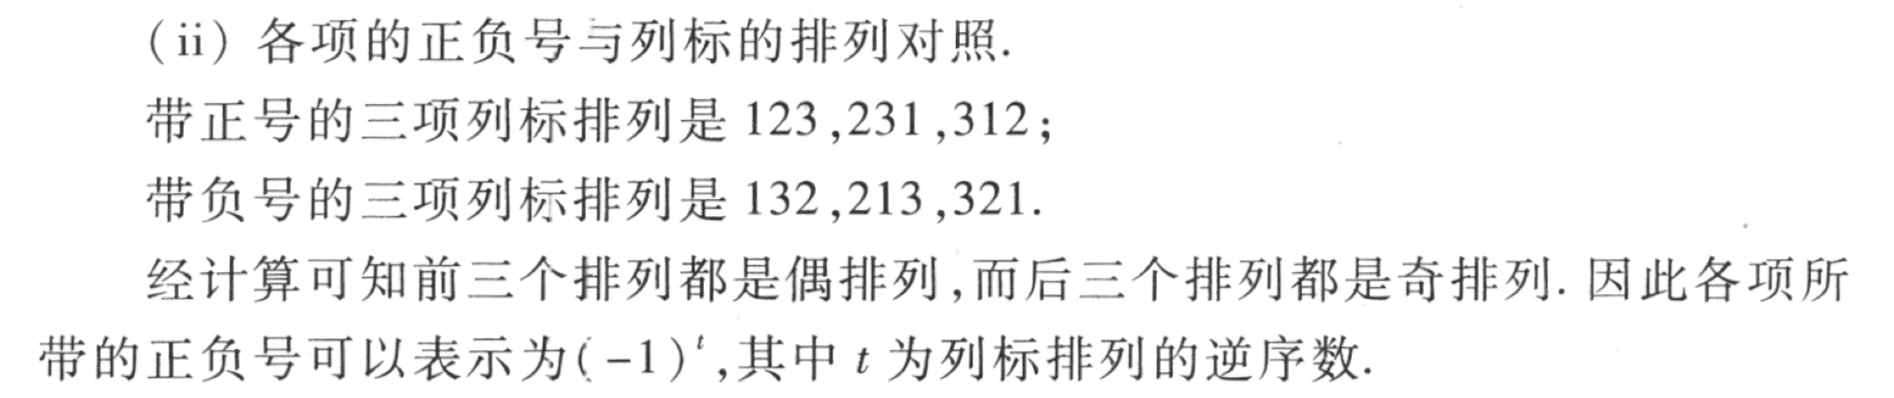 (ii) 各项的正负号与列标的排列对照.
带正号的三项列标排列是 123,231,312;
带负号的三项列标排列是 132,213,321.
经计算可知前三个排列都是偶排列,而后三个排列都是奇排列. 因此各项所
带的正负号可以表示为(-1)^t,其中 t 为列标排列的逆序数.